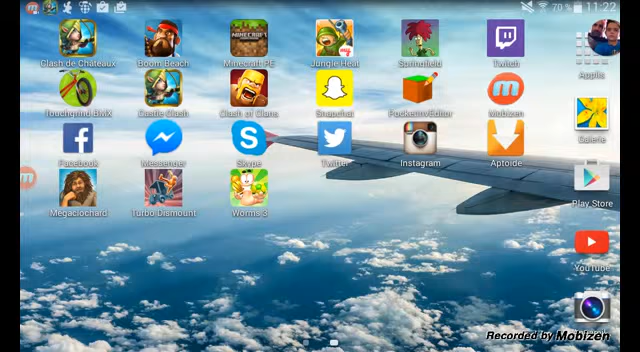 70 % 11:22
Clash de Châteaux Boom Beach Minecraft PE Jungle Heat Springfield Twitch Applis
Touchgrind BMX Castle Clash Clash of Clans Snapchat PocketInvEditor Mobizen Galerie
Facebook Messenger Skype Twitter Instagram Aptoide
Megaclochard Turbo Dismount Worms 3 Play Store
YouTube
Recorded by Mobizen